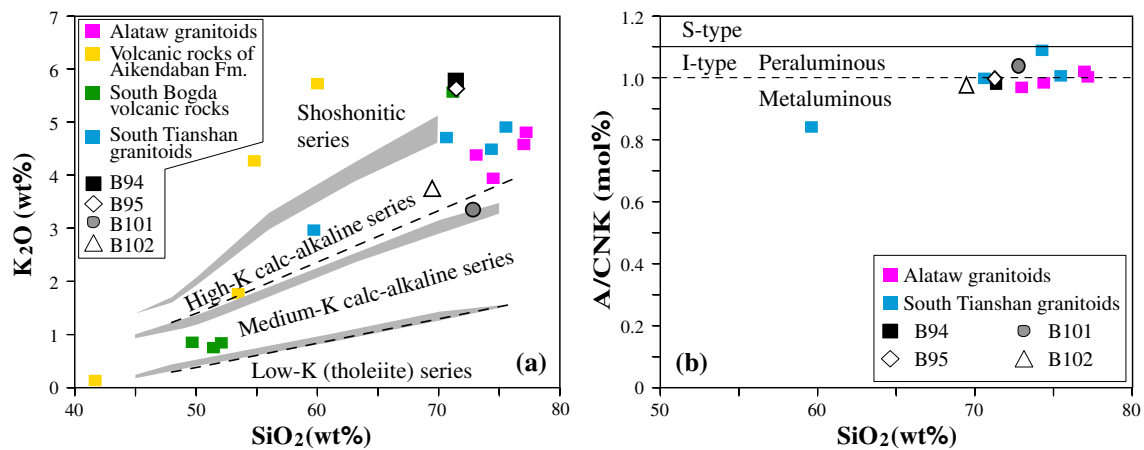 7
6
5
4
3
2
1
0
K2O (wt%)
Alataw granitoids
Volcanic rocks of
Aikendaban Fm.
South Bogda
volcanic rocks
South Tianshan
granitoids
B94
B95
B101
B102
Shoshonitic
series
High-K calc-alkaline series
Medium-K calc-alkaline series
Low-K (tholeiite) series
(a)
40
50
60
70
80
SiO2(wt%)
1.2
1.0
0.8
0.6
0.4
0.2
0.0
A/CNK (mol%)
S-type
I-type
Peraluminous
Metaluminous
Alataw granitoids
South Tianshan granitoids
B94
B101
B95
B102
(b)
50
60
70
80
SiO2(wt%)